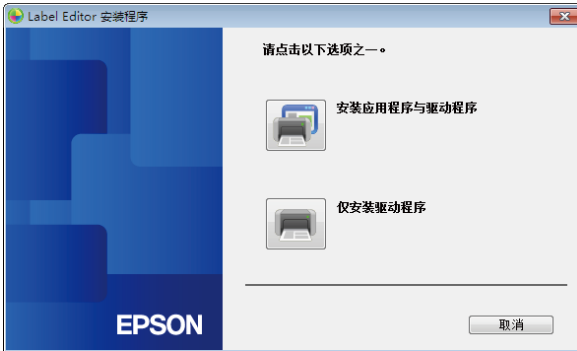 Label Editor 安装程序
请点击以下选项之一。
安装应用程序与驱动程序
仅安装驱动程序
EPSON
取消